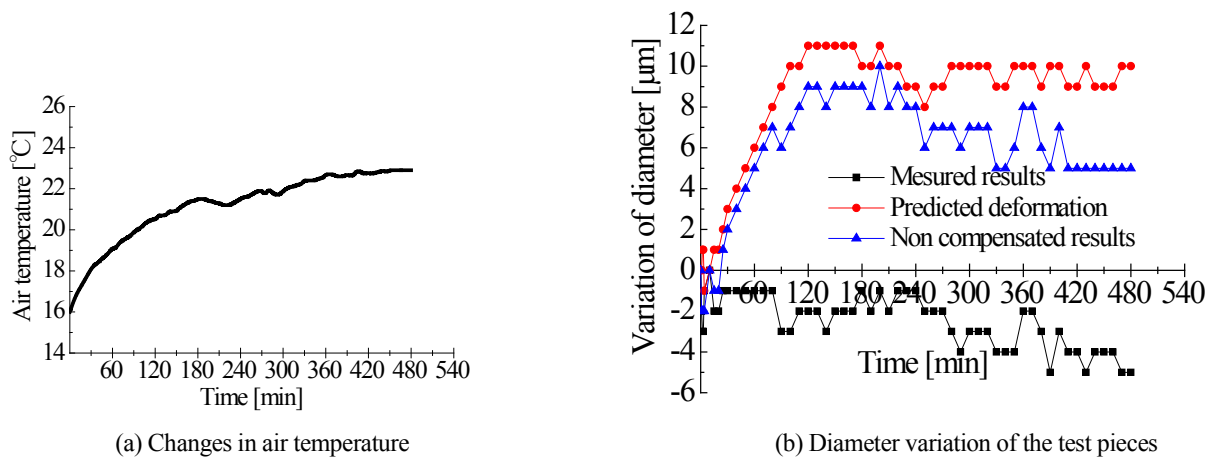 26
24
22
20
18
16
14
Air temperature [℃]
60 120 180 240 300 360 420 480 540
Time [min]
(a) Changes in air temperature
12
10
8
6
4
2
0
-2
-4
-6
Variation of diameter [μm]
Mesured results
Predicted deformation
Non compensated results
60 120 180 240 300 360 420 480 540
Time [min]
(b) Diameter variation of the test pieces